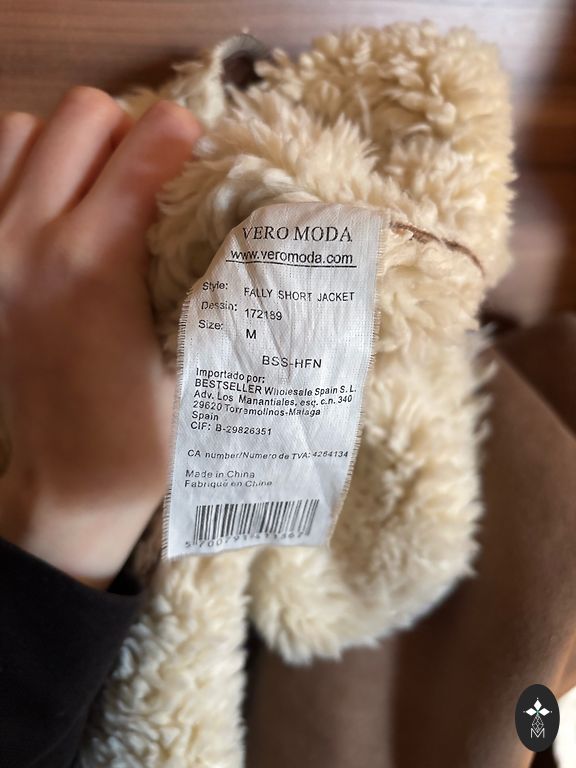 VERO MODA
www.veromoda.com
Style: FALLY SHORT JACKET
Dessin: 172189
Size: M
BSS-HFN
Importado por:
BESTSELLER Wholesale Spain S.L.
Adv. Los Manantiales, esq. c.n. 340
29620 Torremolinos-Malaga
Spain
CIF: B-29826351
CA number/Numero de TVA: 4264134
Made in China
Fabriqué en Chine
M